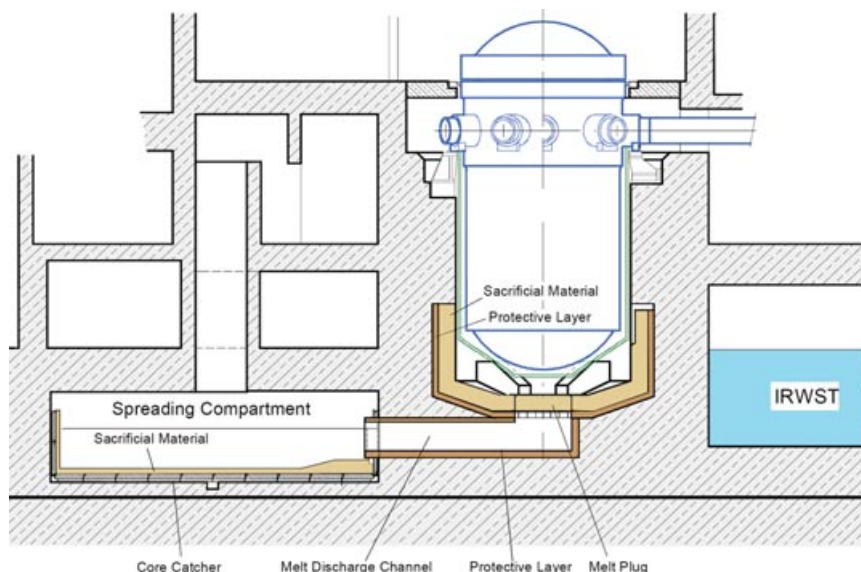 Sacrificial Material
Protective Layer
IRWST
Spreading Compartment
Sacrificial Material
Core Catcher
Melt Discharge Channel
Protective Layer
Melt Plug